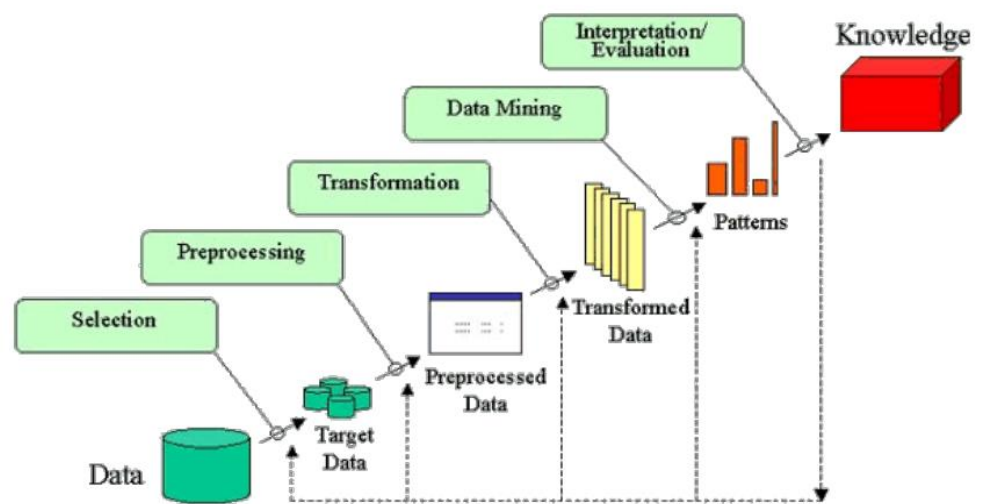 Interpretation/
Evaluation
Knowledge
Data Mining
Transformation
Patterns
Preprocessing
Transformed
Data
Selection
Preprocessed
Data
Target
Data
Data